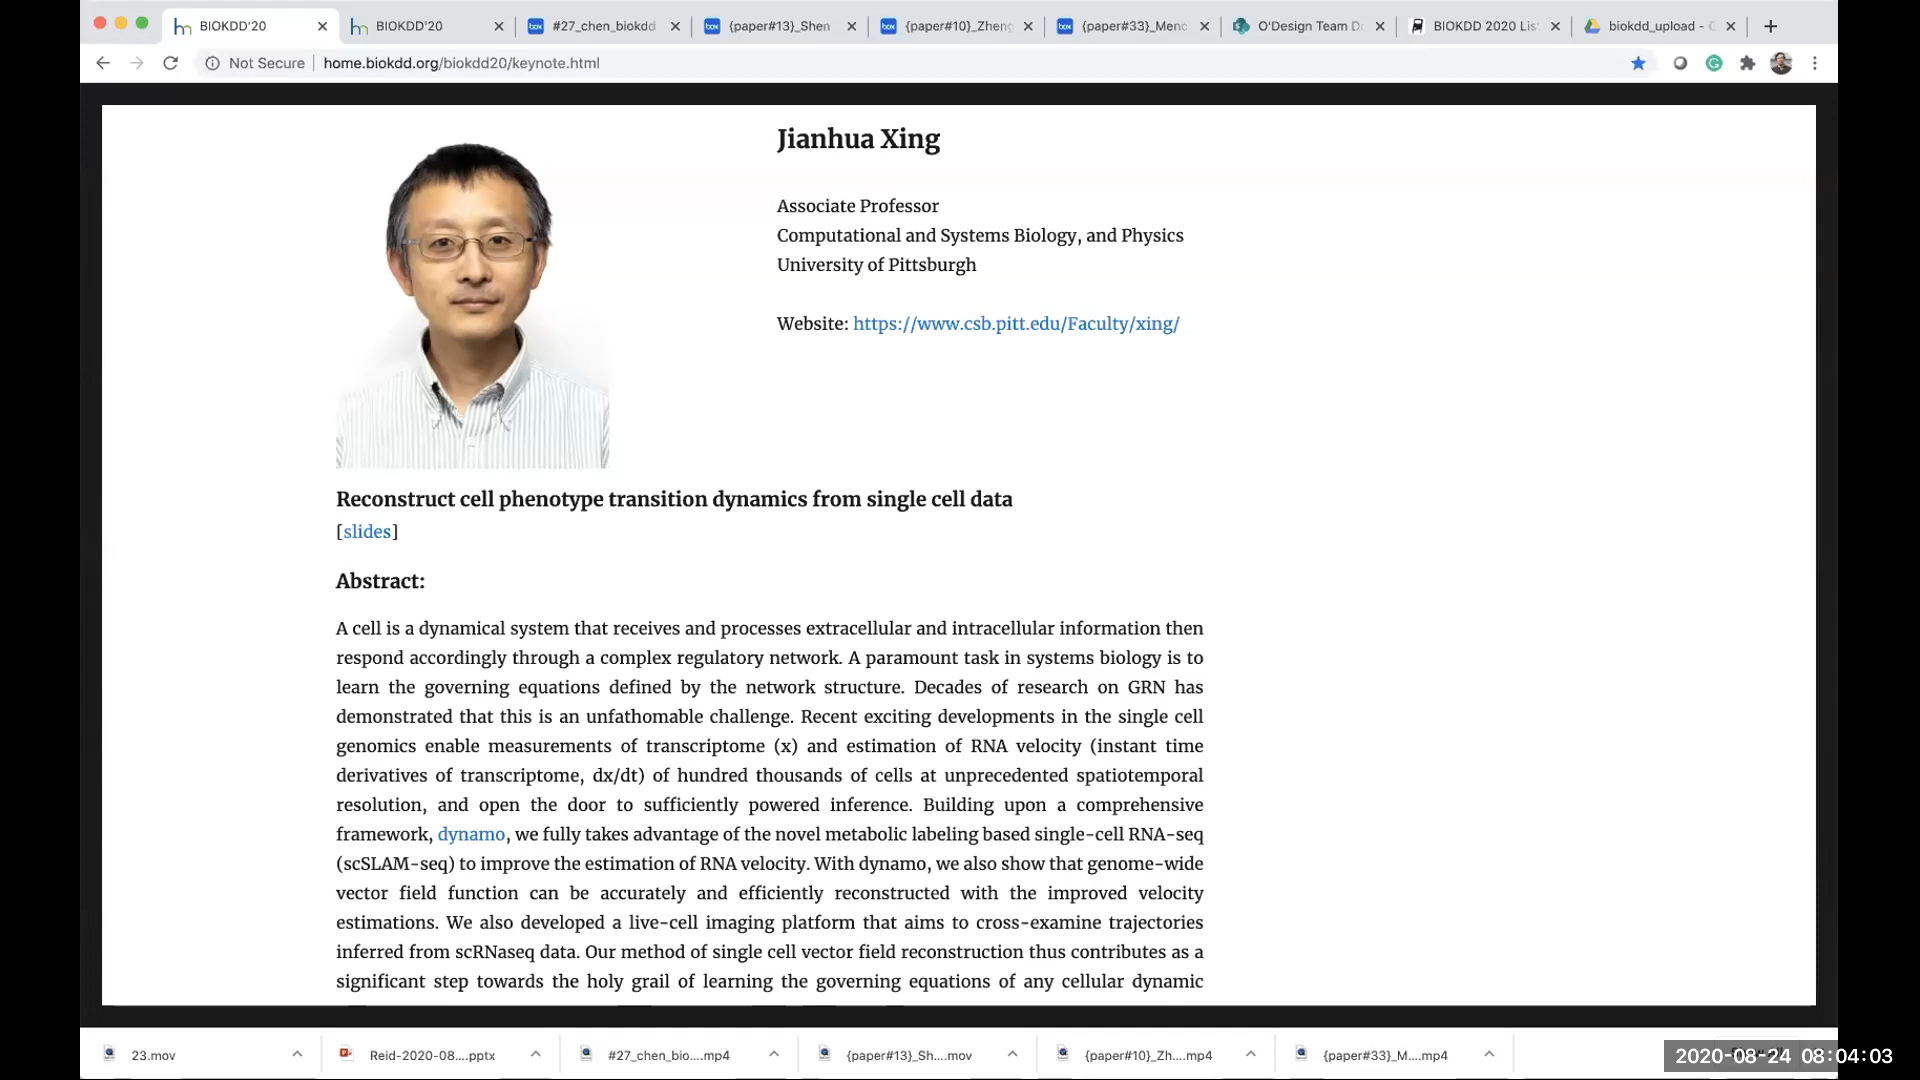 BIOKDD'20
BIOKDD'20
#27_chen_biokdd
{paper#13}_Shen
{paper#10}_Zheng
{paper#33}_Menc
O'Design Team D
BIOKDD 2020 Lis
biokdd_upload -
Not Secure
home.biokdd.org/biokdd20/keynote.html
Jianhua Xing
Associate Professor
Computational and Systems Biology, and Physics
University of Pittsburgh
Website: https://www.csb.pitt.edu/Faculty/xing/
Reconstruct cell phenotype transition dynamics from single cell data
[slides]
Abstract:
A cell is a dynamical system that receives and processes extracellular and intracellular information then
respond accordingly through a complex regulatory network. A paramount task in systems biology is to
learn the governing equations defined by the network structure. Decades of research on GRN has
demonstrated that this is an unfathomable challenge. Recent exciting developments in the single cell
genomics enable measurements of transcriptome (x) and estimation of RNA velocity (instant time
derivatives of transcriptome, dx/dt) of hundred thousands of cells at unprecedented spatiotemporal
resolution, and open the door to sufficiently powered inference. Building upon a comprehensive
framework, dynamo, we fully takes advantage of the novel metabolic labeling based single-cell RNA-seq
(scSLAM-seq) to improve the estimation of RNA velocity. With dynamo, we also show that genome-wide
vector field function can be accurately and efficiently reconstructed with the improved velocity
estimations. We also developed a live-cell imaging platform that aims to cross-examine trajectories
inferred from scRNaseq data. Our method of single cell vector field reconstruction thus contributes as a
significant step towards the holy grail of learning the governing equations of any cellular dynamic
23.mov
Reid-2020-08....pptx
#27_chen_bio....mp4
{paper#13}_Sh....mov
{paper#10}_Zh....mp4
{paper#33}_M....mp4
2020-08-24 08:04:03